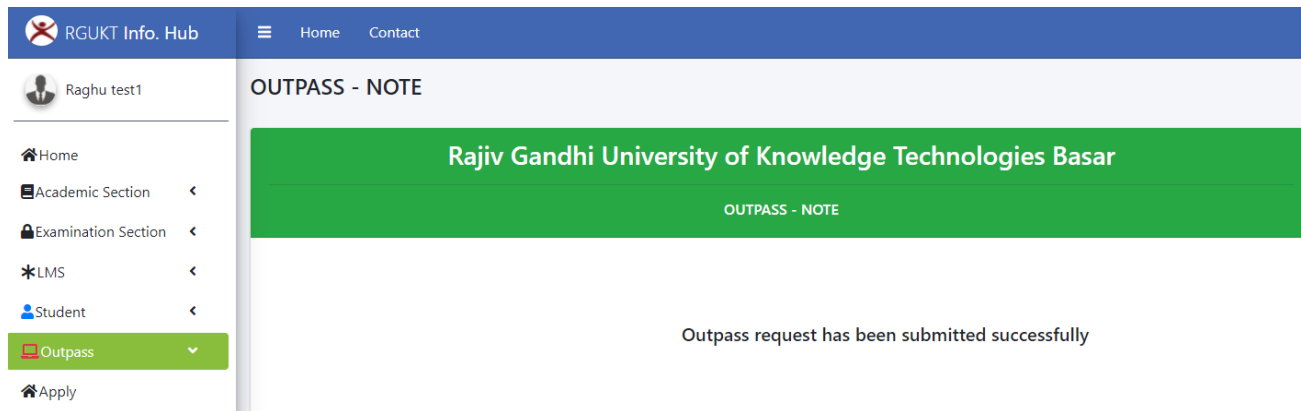 RGUKT Info. Hub
Home Contact
Raghu test1
OUTPASS - NOTE
Rajiv Gandhi University of Knowledge Technologies Basar
OUTPASS - NOTE
Outpass request has been submitted successfully
Home
Academic Section
Examination Section
LMS
Student
Outpass
Apply